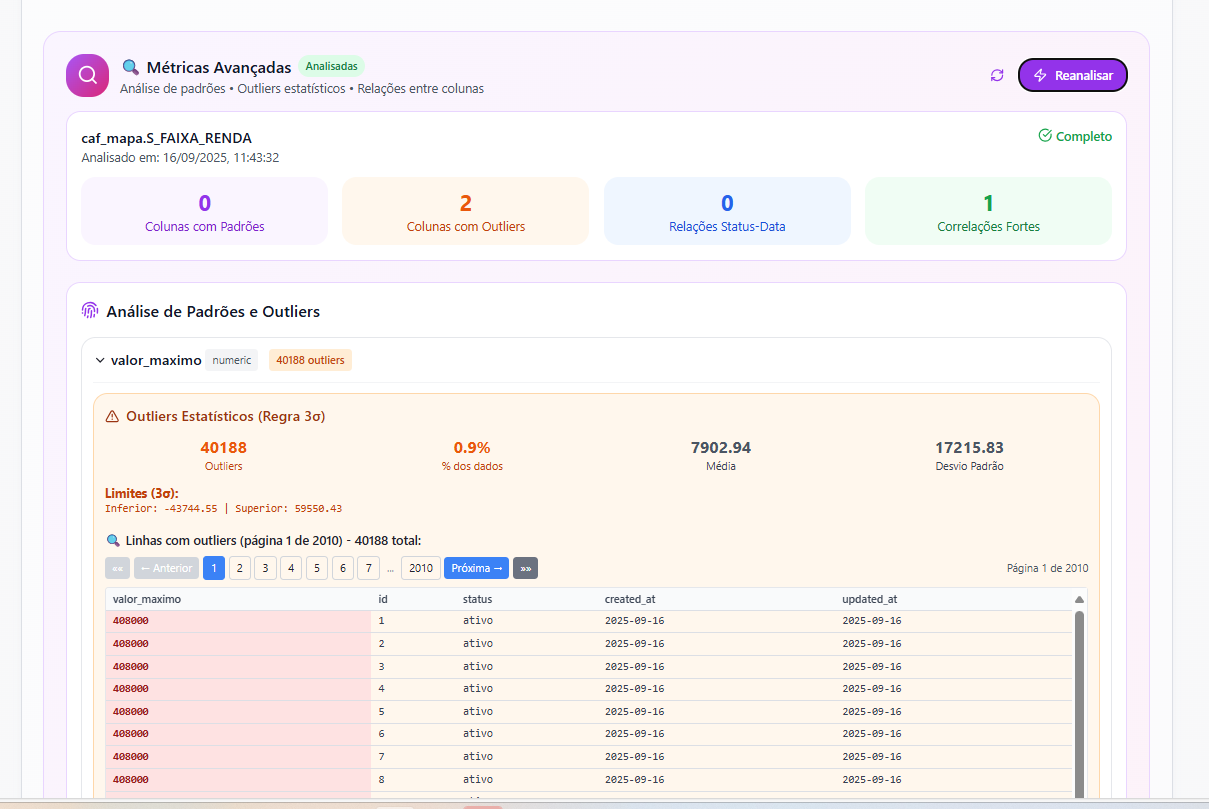 🔍 Métricas Avançadas Analisadas
Análise de padrões • Outliers estatísticos • Relações entre colunas
Reanalisar
caf_mapa.S_FAIXA_RENDA
Analisado em: 16/09/2025, 11:43:32
Completo
0 2 0 1
Colunas com Padrões Colunas com Outliers Relações Status-Data Correlações Fortes
Análise de Padrões e Outliers
valor_maximo numeric 40188 outliers
Outliers Estatísticos (Regra 3σ)
40188 0.9% 7902.94 17215.83
Outliers % dos dados Média Desvio Padrão
Limites (3σ):
Inferior: -43744.55 | Superior: 59550.43
🔍 Linhas com outliers (página 1 de 2010) - 40188 total:
«« ← Anterior 1 2 3 4 5 6 7 ... 2010 Próxima → »» Página 1 de 2010
valor_maximo id status created_at updated_at
408000 1 ativo 2025-09-16 2025-09-16
408000 2 ativo 2025-09-16 2025-09-16
408000 3 ativo 2025-09-16 2025-09-16
408000 4 ativo 2025-09-16 2025-09-16
408000 5 ativo 2025-09-16 2025-09-16
408000 6 ativo 2025-09-16 2025-09-16
408000 7 ativo 2025-09-16 2025-09-16
408000 8 ativo 2025-09-16 2025-09-16